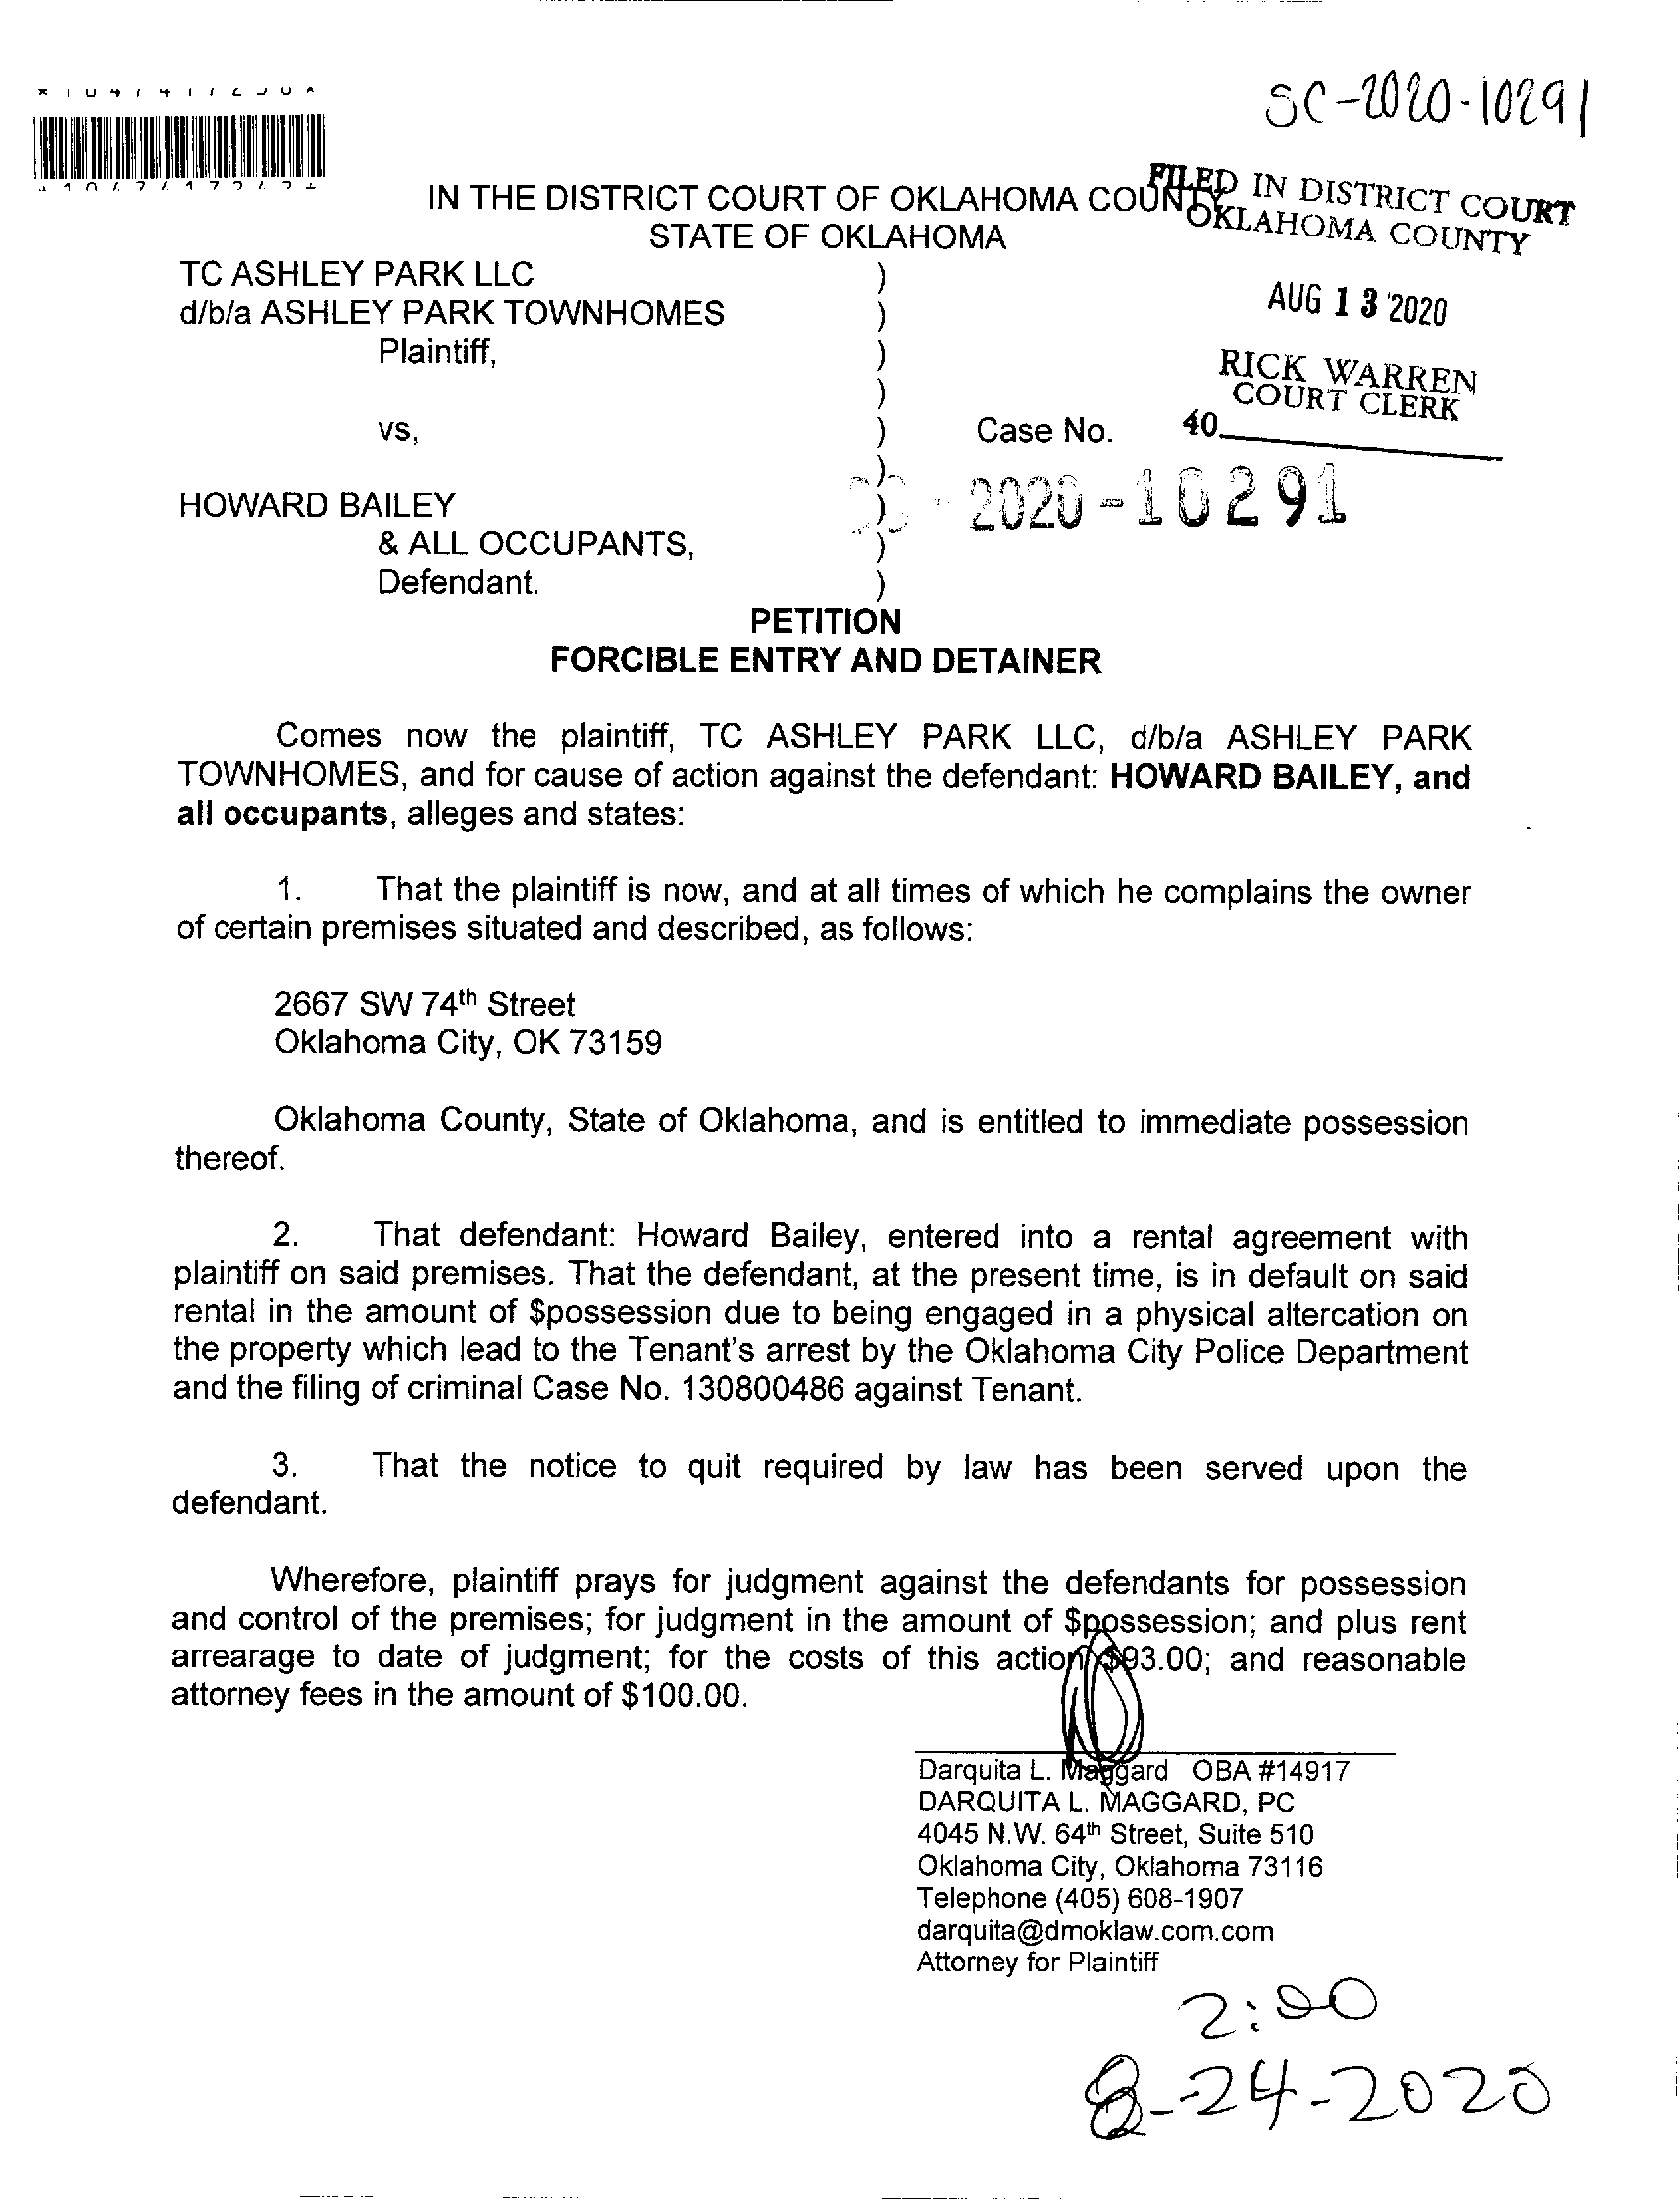 SC-2020-10291
IN THE DISTRICT COURT OF OKLAHOMA COUNTY
STATE OF OKLAHOMA
FILED IN DISTRICT COURT
OKLAHOMA COUNTY
AUG 13 2020
RICK WARREN
COURT CLERK
40
TC ASHLEY PARK LLC )
d/b/a ASHLEY PARK TOWNHOMES )
Plaintiff, )
)
vs, ) Case No.
)
2020-10291
HOWARD BAILEY )
& ALL OCCUPANTS, )
Defendant. )
PETITION
FORCIBLE ENTRY AND DETAINER
Comes now the plaintiff, TC ASHLEY PARK LLC, d/b/a ASHLEY PARK
TOWNHOMES, and for cause of action against the defendant: HOWARD BAILEY, and
all occupants, alleges and states:
1. That the plaintiff is now, and at all times of which he complains the owner
of certain premises situated and described, as follows:
2667 SW 74th Street
Oklahoma City, OK 73159
Oklahoma County, State of Oklahoma, and is entitled to immediate possession
thereof.
2. That defendant: Howard Bailey, entered into a rental agreement with
plaintiff on said premises. That the defendant, at the present time, is in default on said
rental in the amount of $possession due to being engaged in a physical altercation on
the property which lead to the Tenant's arrest by the Oklahoma City Police Department
and the filing of criminal Case No. 130800486 against Tenant.
3. That the notice to quit required by law has been served upon the
defendant.
Wherefore, plaintiff prays for judgment against the defendants for possession
and control of the premises; for judgment in the amount of $possession; and plus rent
arrearage to date of judgment; for the costs of this action $93.00; and reasonable
attorney fees in the amount of $100.00.
Darquita L. Maggard OBA #14917
DARQUITA L. MAGGARD, PC
4045 N.W. 64th Street, Suite 510
Oklahoma City, Oklahoma 73116
Telephone (405) 608-1907
darquita@dmoklaw.com.com
Attorney for Plaintiff
2:00
8-24-2020